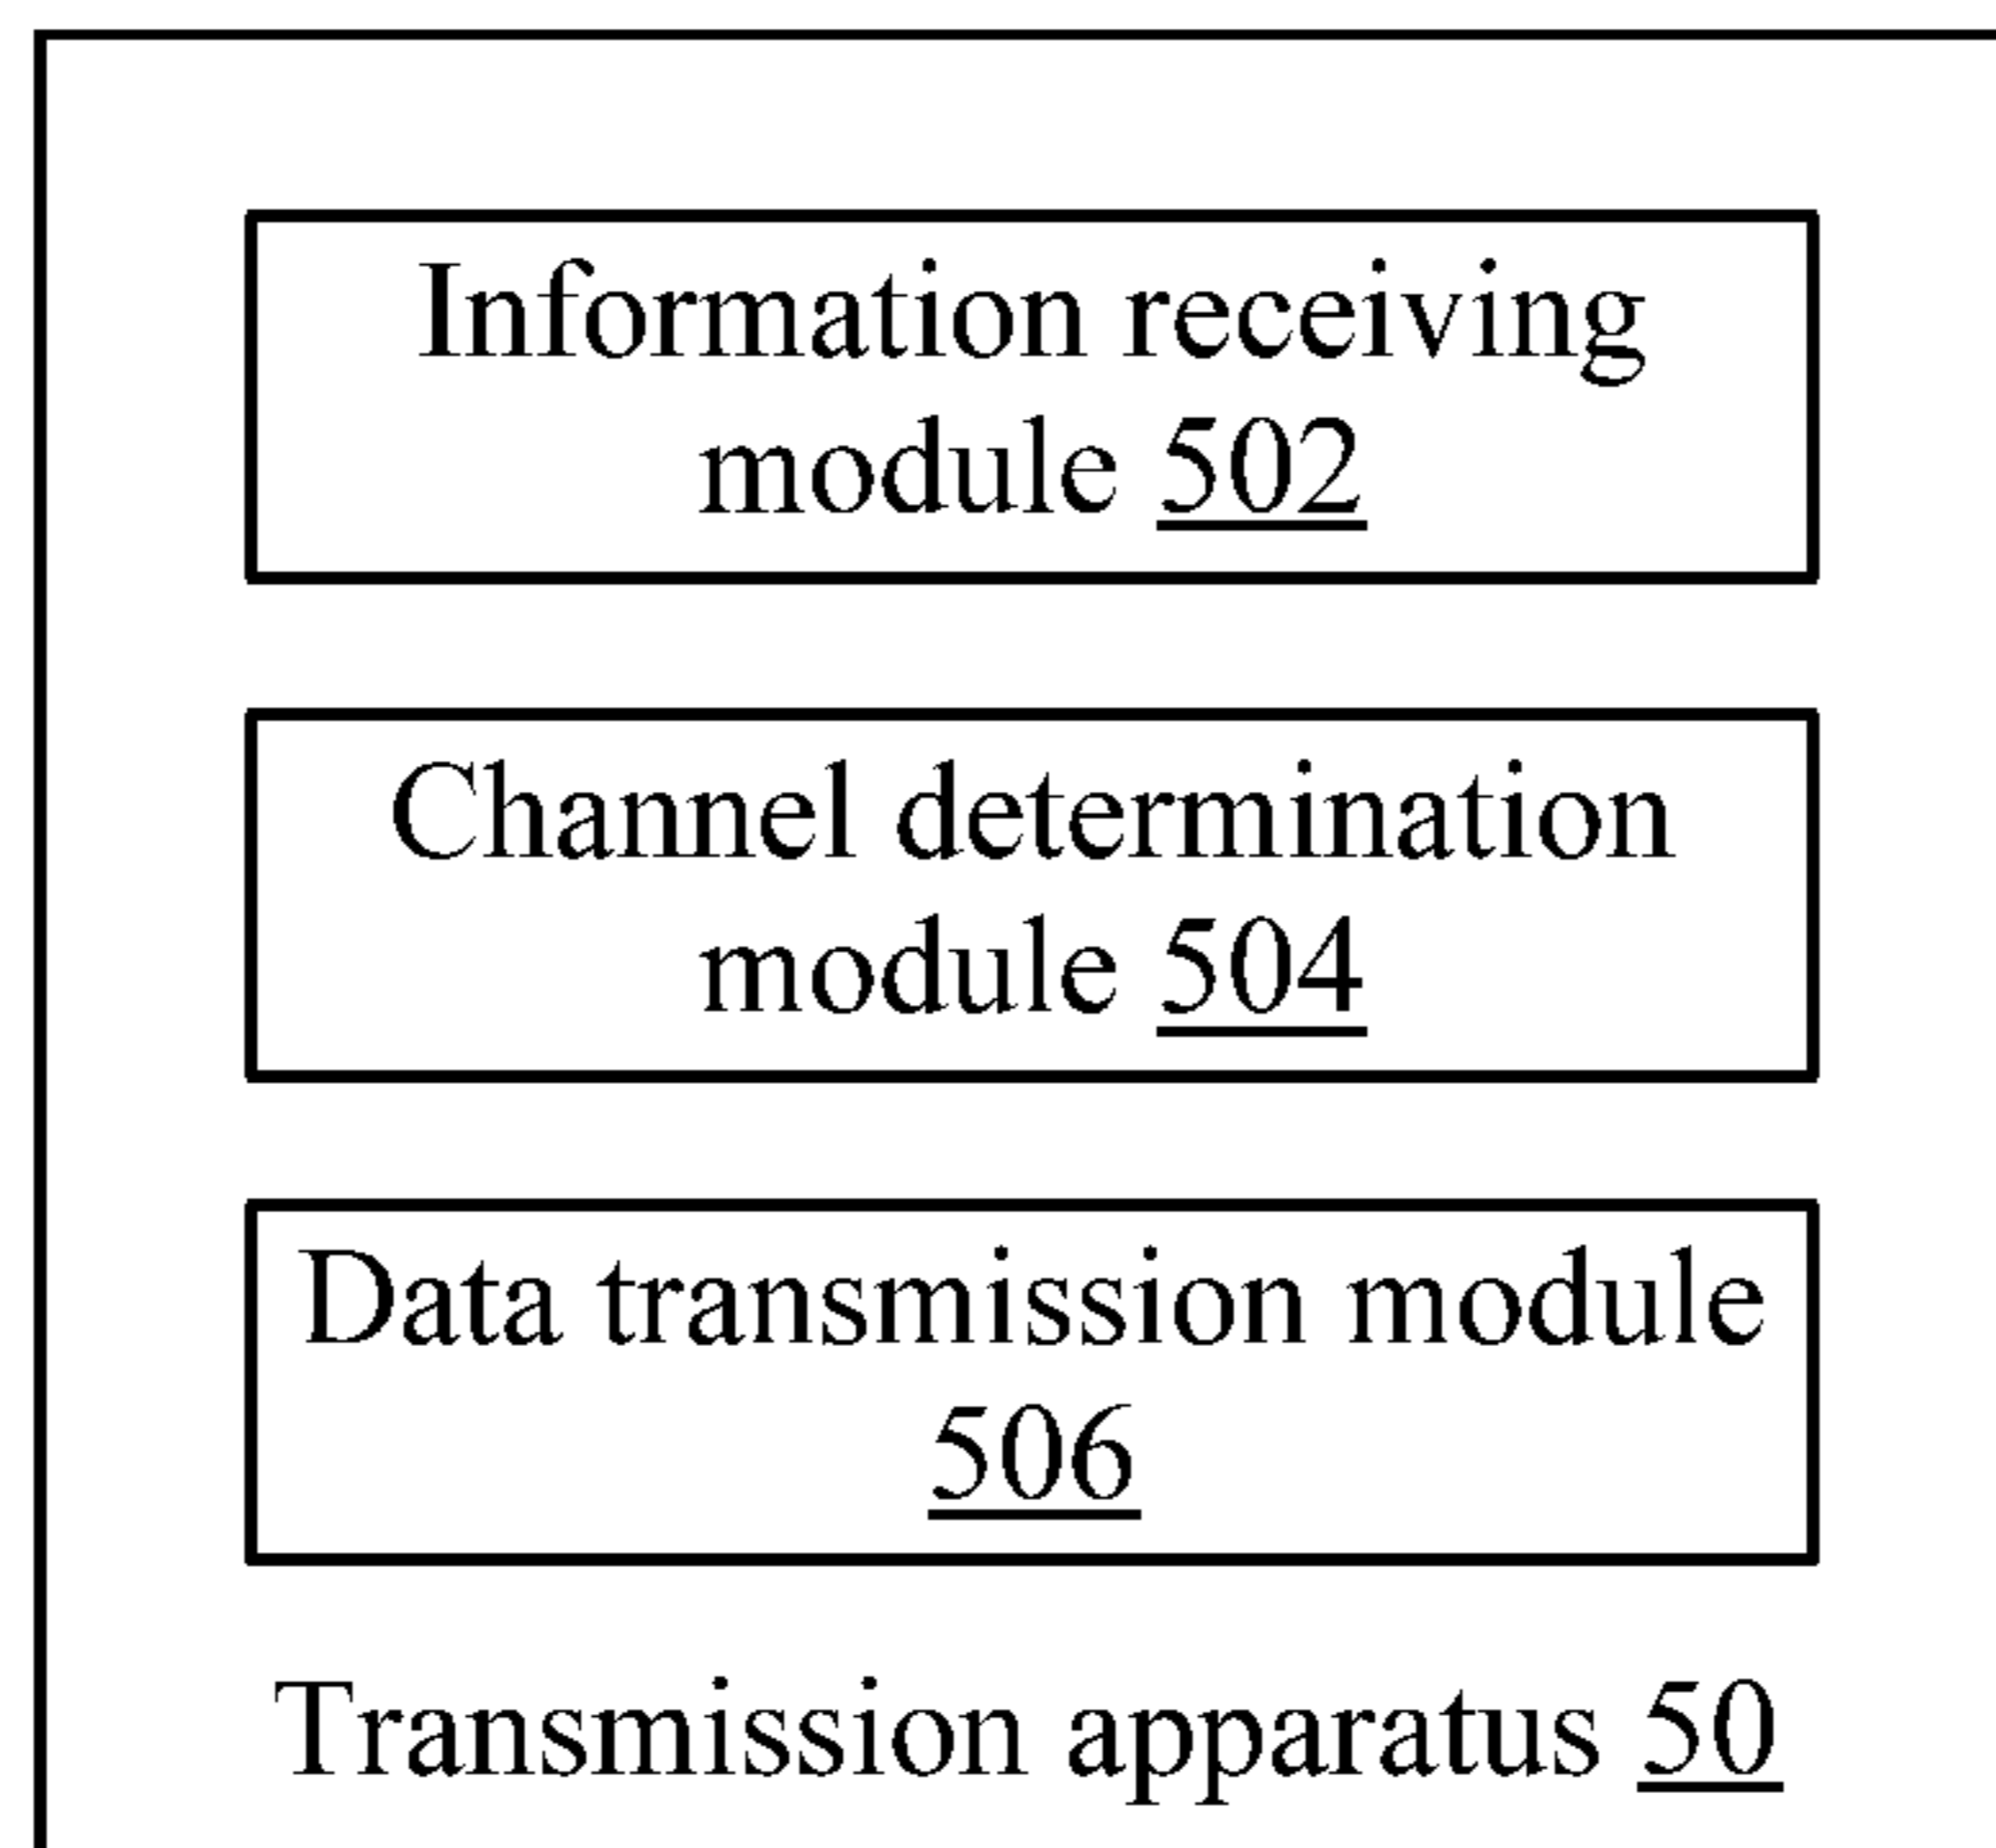 Information receiving
module 502
Channel determination
module 504
Data transmission module
506
Transmission apparatus 50